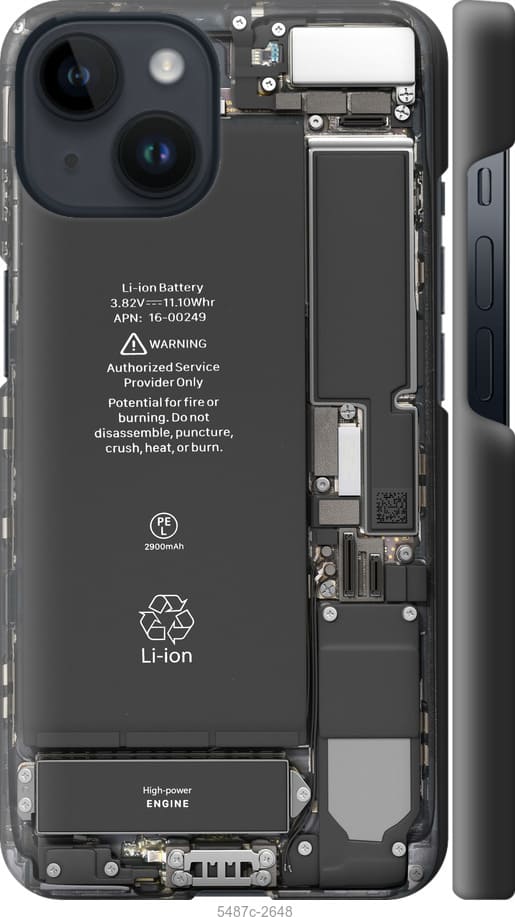 Li-ion Battery
3.82V⎓11.10Whr
APN: 16-00249
WARNING
Authorized Service
Provider Only
Potential for fire or
burning. Do not
disassemble, puncture,
crush, heat, or burn.
PE
L
2900mAh
Li-ion
High-power
ENGINE
5487c-2648